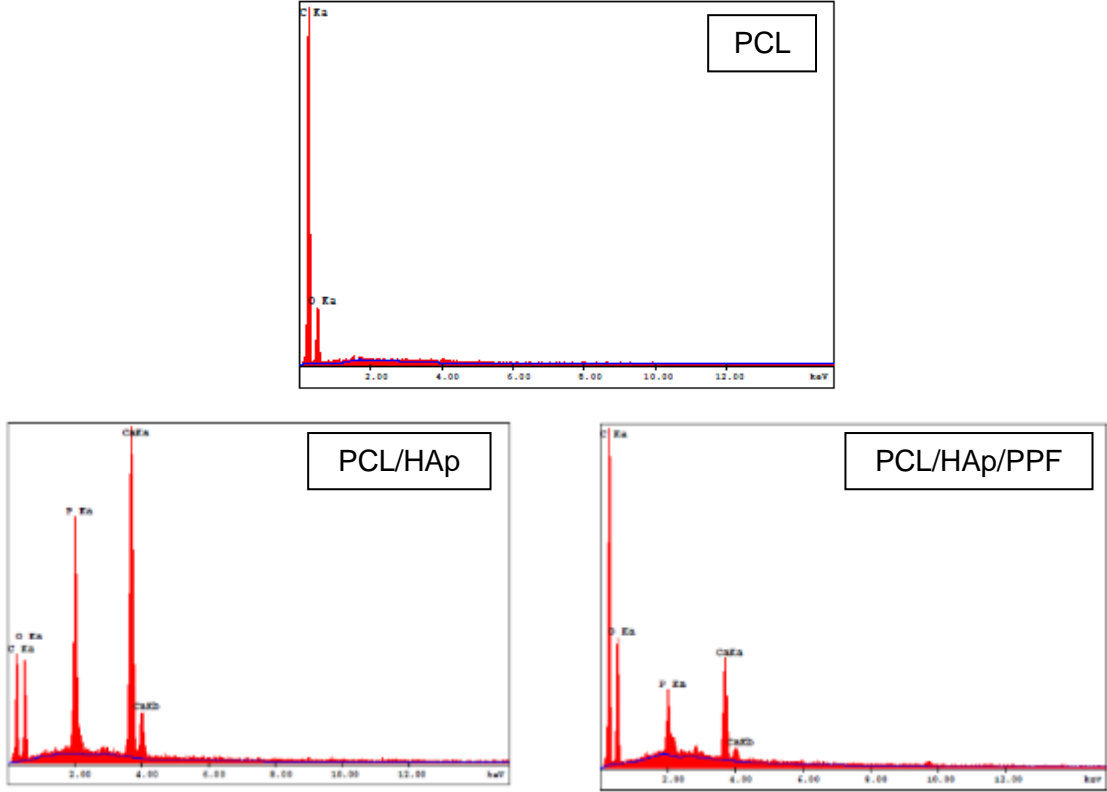 C Ka
PCL
O Ka
2.00 4.00 6.00 8.00 10.00 12.00 keV
CaKa
PCL/HAp
P Ka
O Ka
C Ka
CaKb
2.00 4.00 6.00 8.00 10.00 12.00 keV
C Ka
PCL/HAp/PPF
O Ka
CaKa
P Ka
CaKb
2.00 4.00 6.00 8.00 10.00 12.00 keV